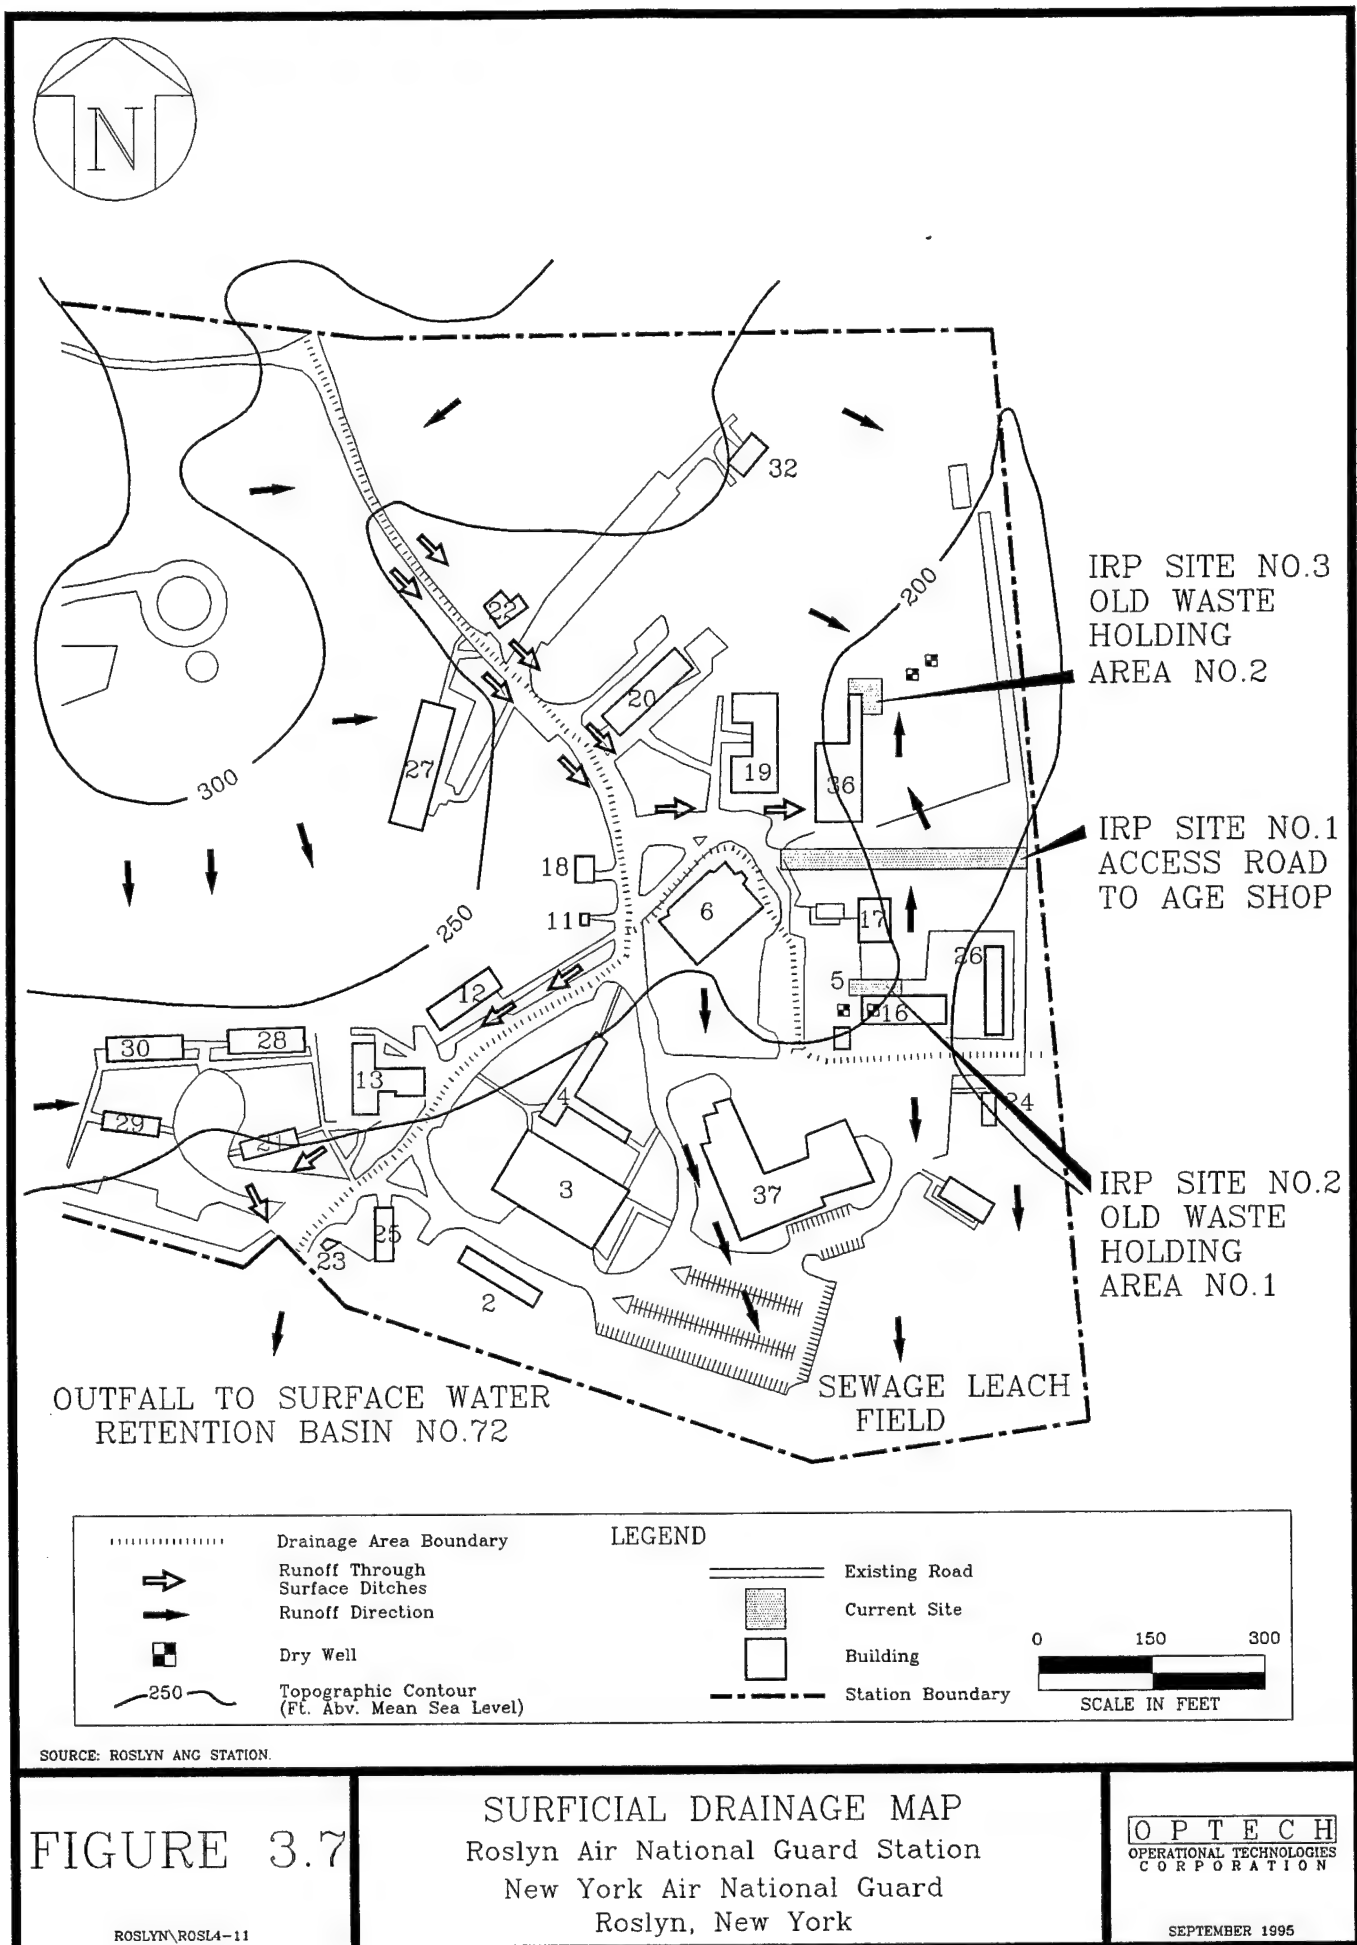 N
32
200
IRP SITE NO.3
OLD WASTE
HOLDING
AREA NO.2
22
20
19
27
36
300
IRP SITE NO.1
ACCESS ROAD
TO AGE SHOP
18
6
11
17
250
26
12
5
16
30
28
13
4
24
29
21
3
37
IRP SITE NO.2
OLD WASTE
HOLDING
AREA NO.1
25
23
2
OUTFALL TO SURFACE WATER
RETENTION BASIN NO.72
SEWAGE LEACH
FIELD
LEGEND
Drainage Area Boundary
Runoff Through
Surface Ditches
Runoff Direction
Dry Well
250
Topographic Contour
(Ft. Abv. Mean Sea Level)
Existing Road
Current Site
Building
Station Boundary
0 150 300
SCALE IN FEET
SOURCE: ROSLYN ANG STATION.
FIGURE 3.7
ROSLYN\ROSL4-11
SURFICIAL DRAINAGE MAP
Roslyn Air National Guard Station
New York Air National Guard
Roslyn, New York
OPTECH
OPERATIONAL TECHNOLOGIES
CORPORATION
SEPTEMBER 1995